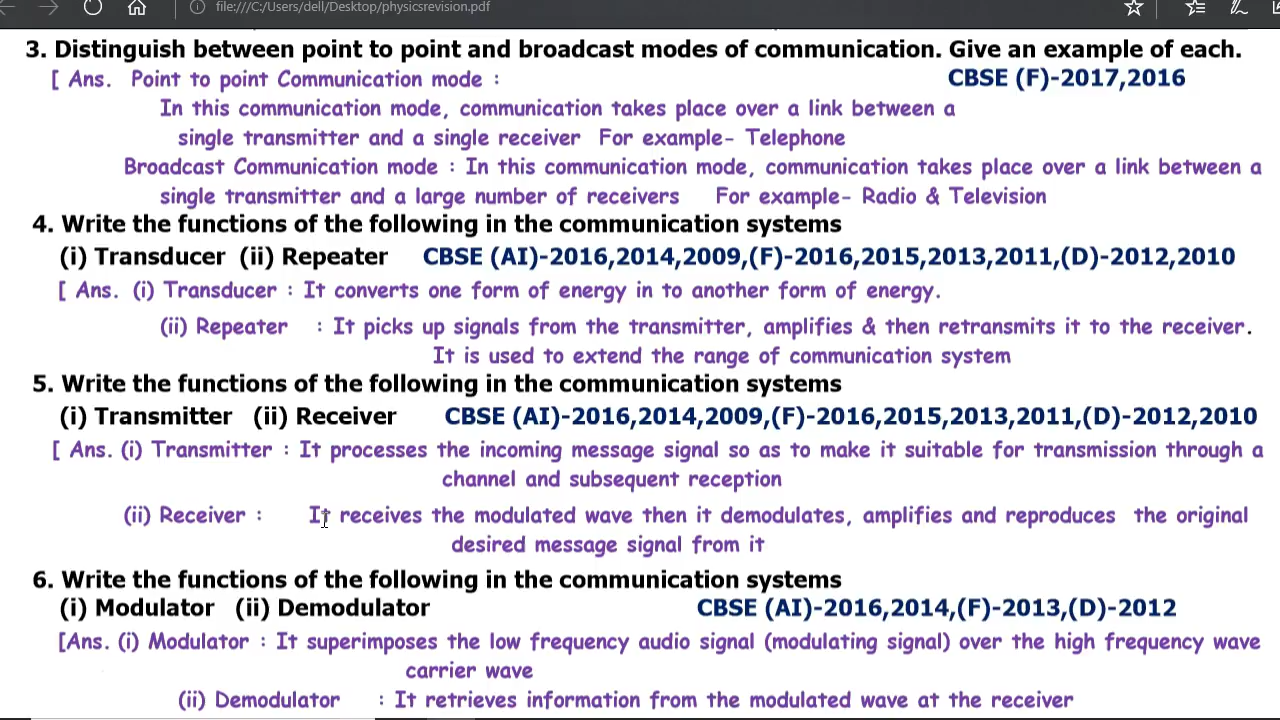 file:///C:/Users/dell/Desktop/physicsrevision.pdf
3. Distinguish between point to point and broadcast modes of communication. Give an example of each.
[ Ans. Point to point Communication mode : CBSE (F)-2017,2016
In this communication mode, communication takes place over a link between a
single transmitter and a single receiver For example- Telephone
Broadcast Communication mode : In this communication mode, communication takes place over a link between a
single transmitter and a large number of receivers For example- Radio & Television
4. Write the functions of the following in the communication systems
(i) Transducer (ii) Repeater CBSE (AI)-2016,2014,2009,(F)-2016,2015,2013,2011,(D)-2012,2010
[ Ans. (i) Transducer : It converts one form of energy in to another form of energy.
(ii) Repeater : It picks up signals from the transmitter, amplifies & then retransmits it to the receiver.
It is used to extend the range of communication system
5. Write the functions of the following in the communication systems
(i) Transmitter (ii) Receiver CBSE (AI)-2016,2014,2009,(F)-2016,2015,2013,2011,(D)-2012,2010
[ Ans. (i) Transmitter : It processes the incoming message signal so as to make it suitable for transmission through a
channel and subsequent reception
(ii) Receiver : It receives the modulated wave then it demodulates, amplifies and reproduces the original
desired message signal from it
6. Write the functions of the following in the communication systems
(i) Modulator (ii) Demodulator CBSE (AI)-2016,2014,(F)-2013,(D)-2012
[Ans. (i) Modulator : It superimposes the low frequency audio signal (modulating signal) over the high frequency wave
carrier wave
(ii) Demodulator : It retrieves information from the modulated wave at the receiver